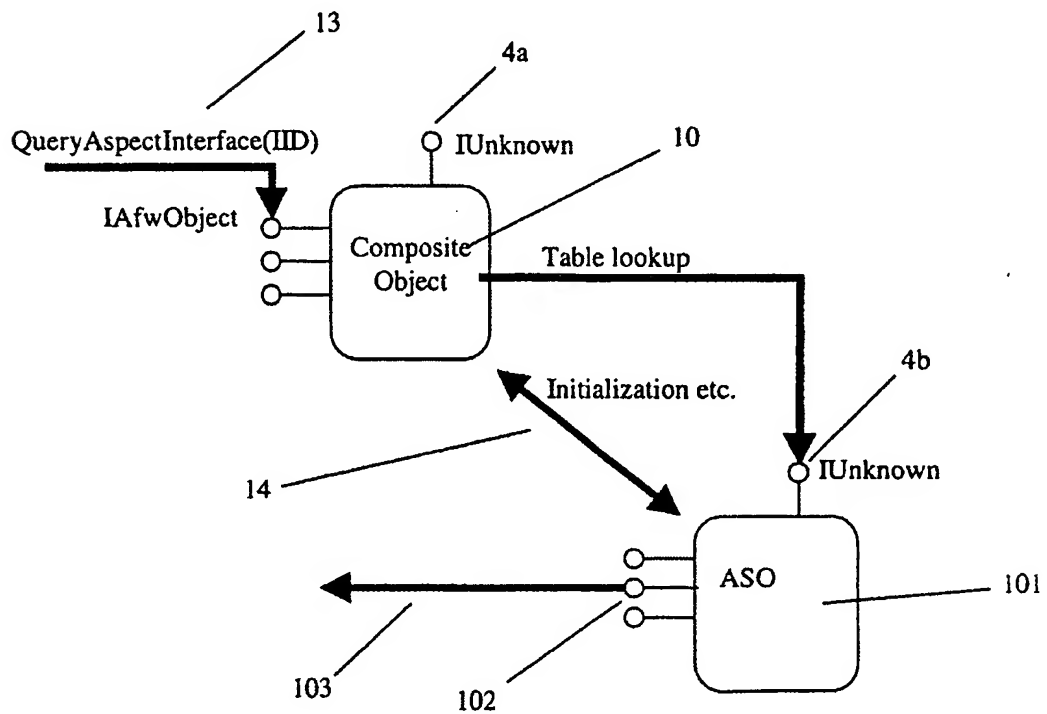 13
4a
QueryAspectInterface(IID)
IUnknown
10
IAfwObject
Composite
Object
Table lookup
4b
Initialization etc.
IUnknown
14
ASO
101
103
102